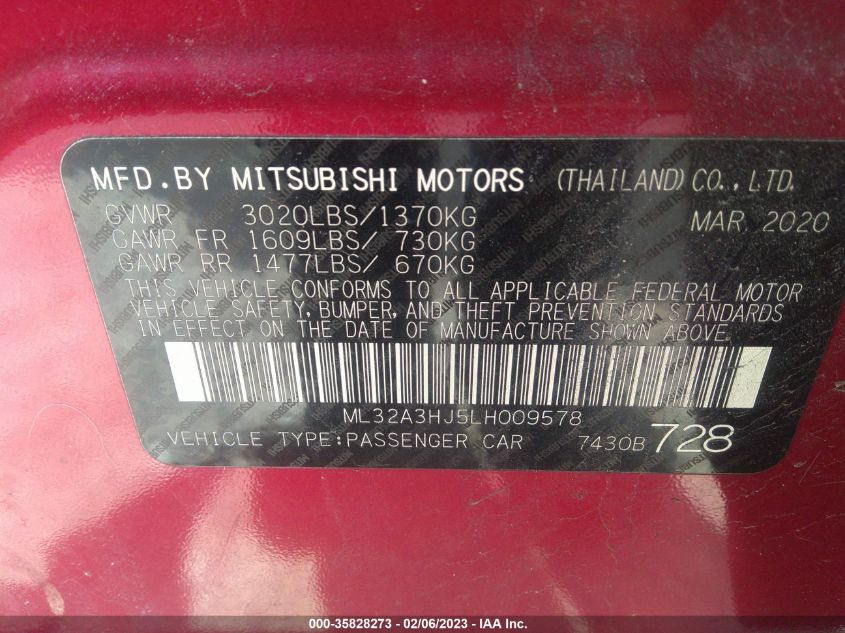 MFD.BY MITSUBISHI MOTORS (THAILAND) CO.,LTD.
GVWR 3020LBS/1370KG MAR 2020
GAWR FR 1609LBS/ 730KG
GAWR RR 1477LBS/ 670KG
THIS VEHICLE CONFORMS TO ALL APPLICABLE FEDERAL MOTOR
VEHICLE SAFETY, BUMPER, AND THEFT PREVENTION STANDARDS
IN EFFECT ON THE DATE OF MANUFACTURE SHOWN ABOVE.
ML32A3HJ5LH009578
VEHICLE TYPE:PASSENGER CAR 7430B 728
000-35828273 - 02/06/2023 - IAA Inc.